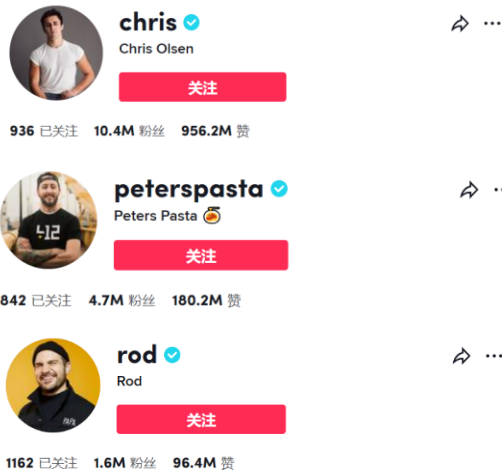 chris
Chris Olsen
关注
936 已关注 10.4M 粉丝 956.2M 赞
peterspasta
Peters Pasta
412
关注
842 已关注 4.7M 粉丝 180.2M 赞
rod
Rod
关注
1162 已关注 1.6M 粉丝 96.4M 赞